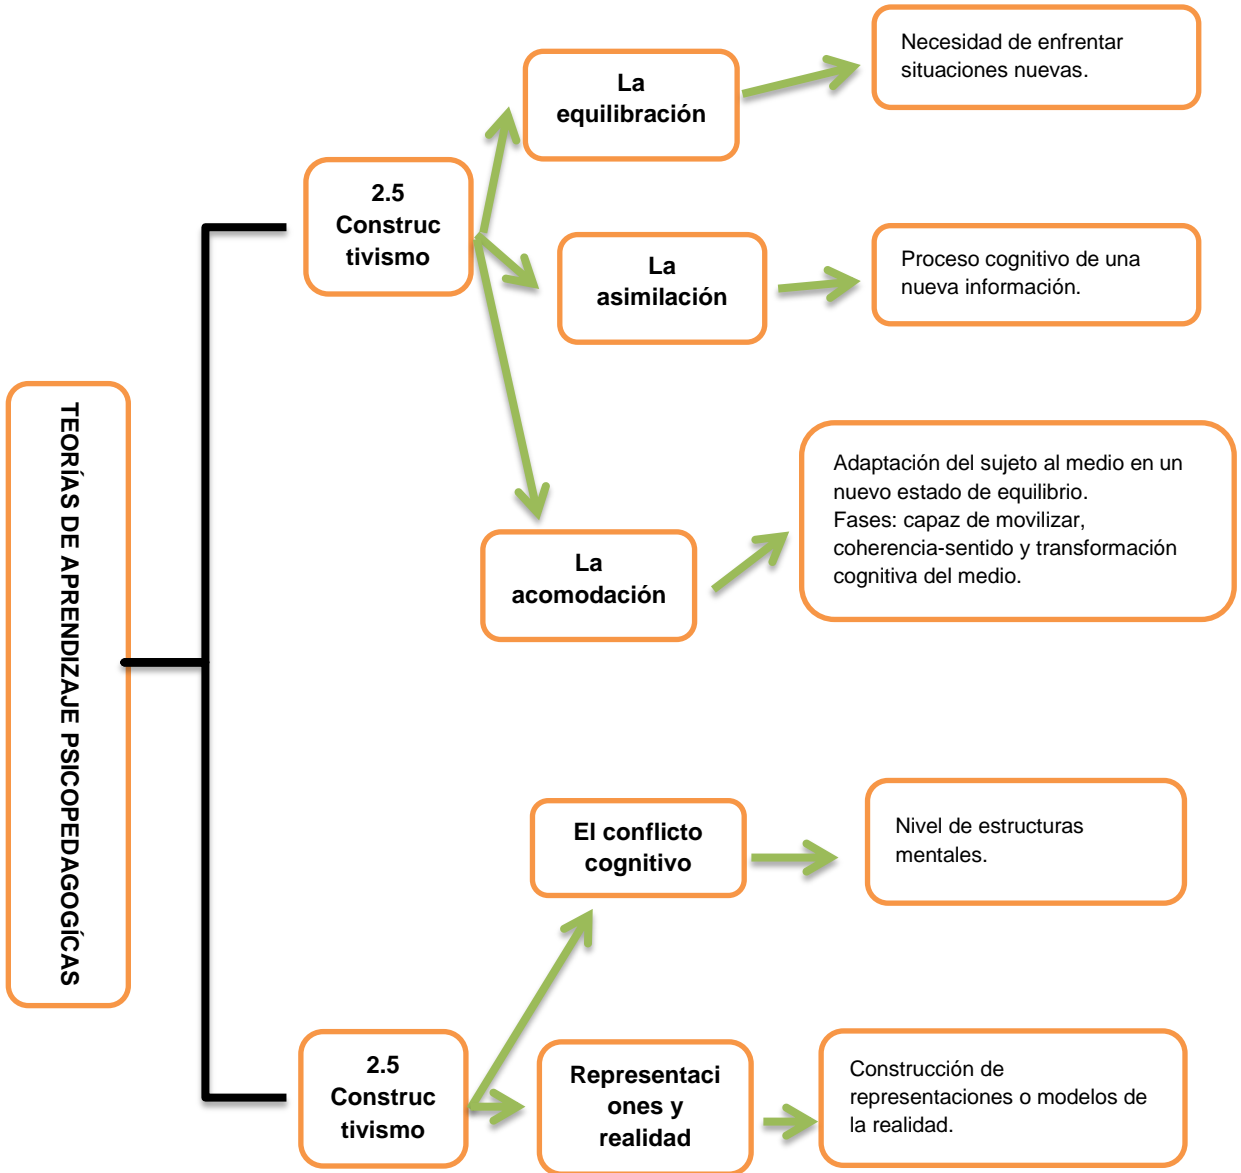 TEORÍAS DE APRENDIZAJE PSICOPEDAGOGÍCAS
2.5
Construc
tivismo
La
equilibración
Necesidad de enfrentar
situaciones nuevas.
La
asimilación
Proceso cognitivo de una
nueva información.
La
acomodación
Adaptación del sujeto al medio en un
nuevo estado de equilibrio.
Fases: capaz de movilizar,
coherencia-sentido y transformación
cognitiva del medio.
2.5
Construc
tivismo
El conflicto
cognitivo
Nivel de estructuras
mentales.
Representaci
ones y
realidad
Construcción de
representaciones o modelos de
la realidad.